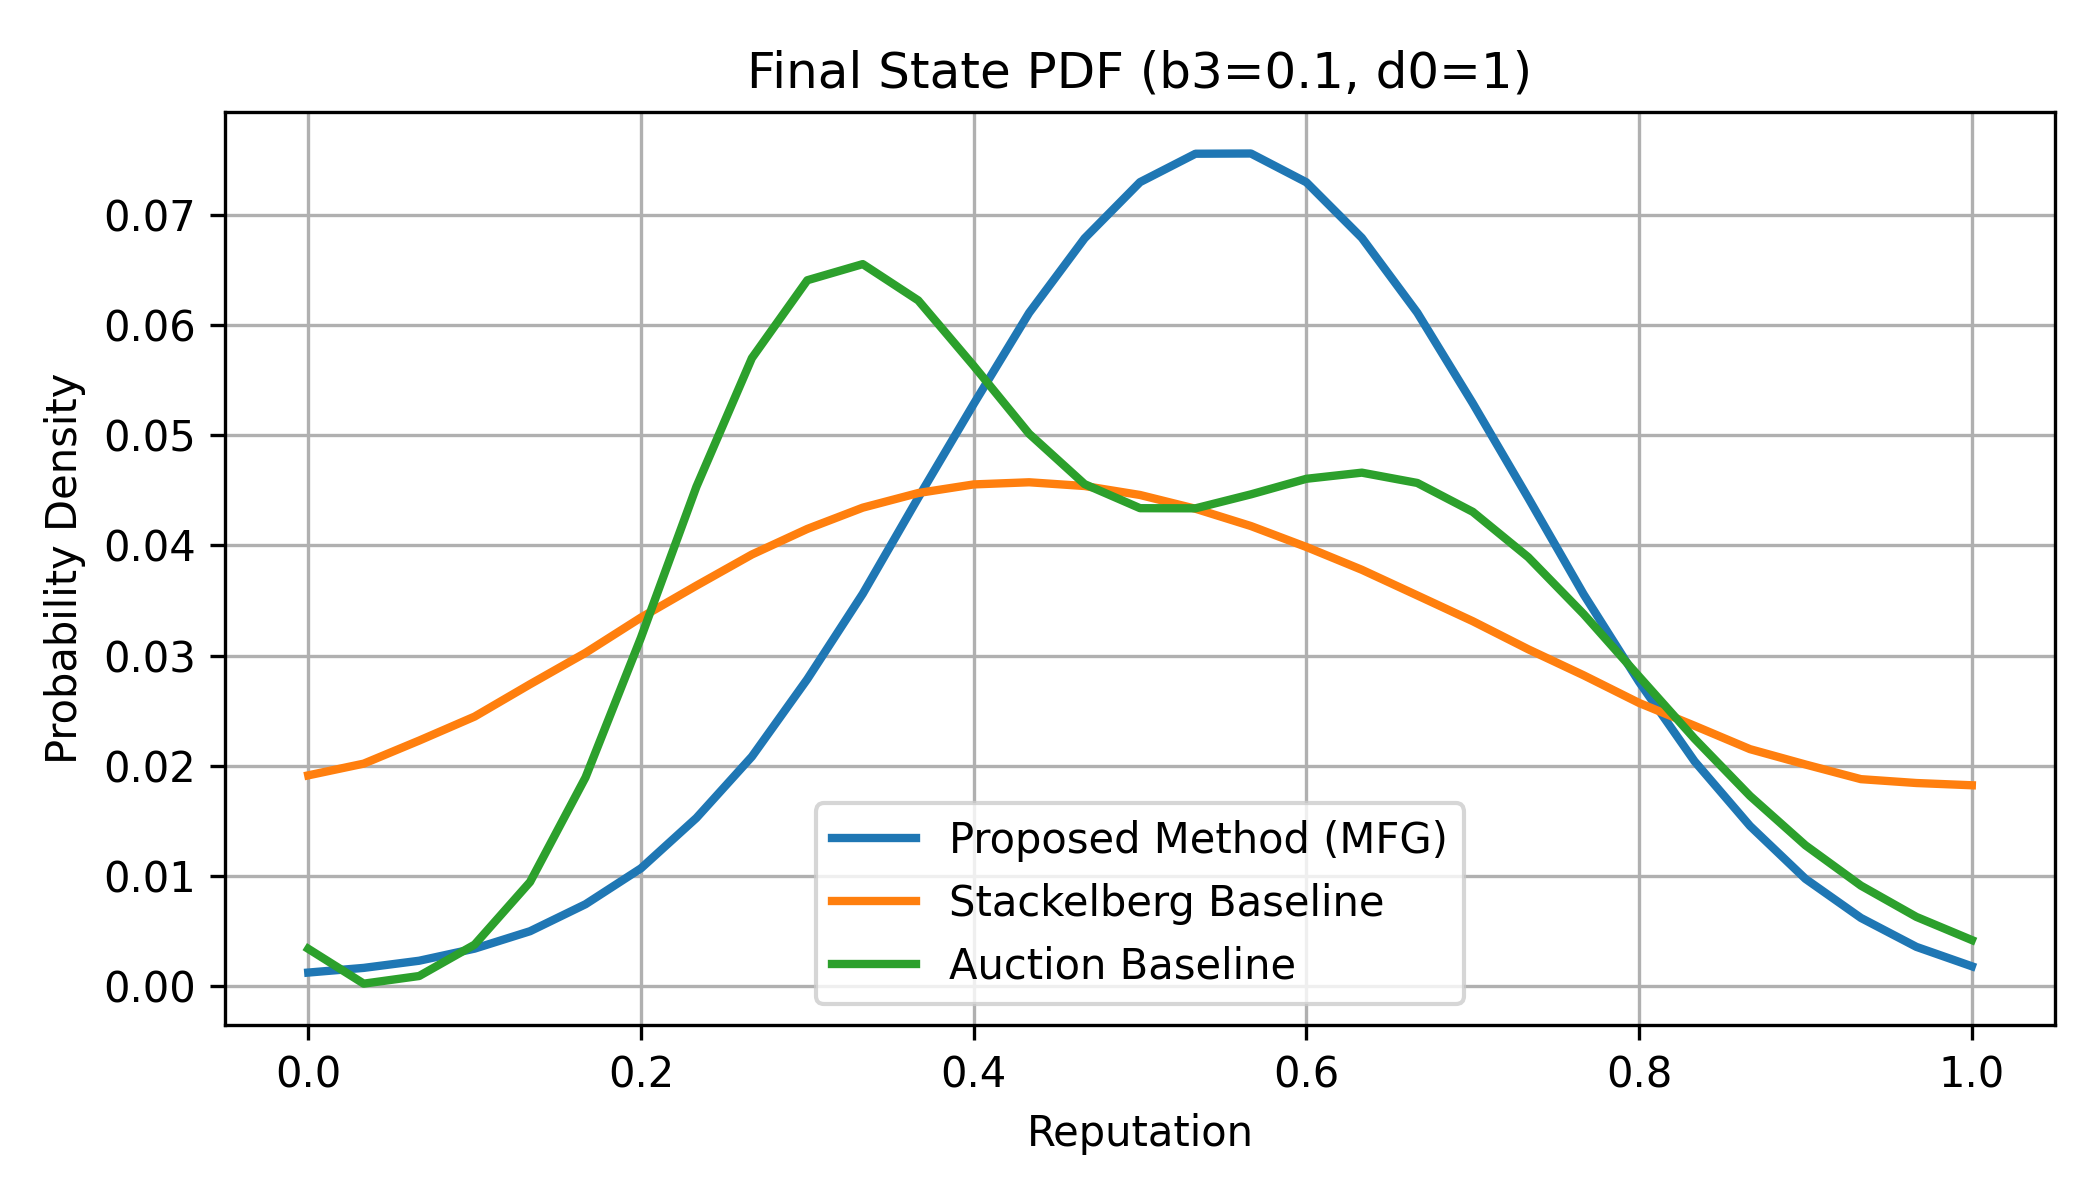 Final State PDF (b3=0.1, d0=1)
Probability Density
0.07
0.06
0.05
0.04
0.03
0.02
0.01
0.00
Proposed Method (MFG)
Stackelberg Baseline
Auction Baseline
0.0 0.2 0.4 0.6 0.8 1.0
Reputation